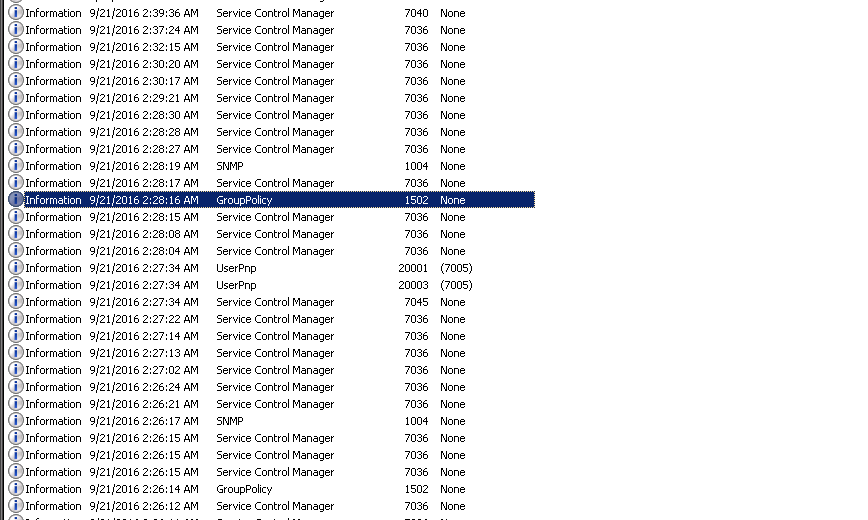 Information 9/21/2016 2:39:36 AM Service Control Manager 7040 None
Information 9/21/2016 2:37:24 AM Service Control Manager 7036 None
Information 9/21/2016 2:32:15 AM Service Control Manager 7036 None
Information 9/21/2016 2:30:20 AM Service Control Manager 7036 None
Information 9/21/2016 2:30:17 AM Service Control Manager 7036 None
Information 9/21/2016 2:29:21 AM Service Control Manager 7036 None
Information 9/21/2016 2:28:30 AM Service Control Manager 7036 None
Information 9/21/2016 2:28:28 AM Service Control Manager 7036 None
Information 9/21/2016 2:28:27 AM Service Control Manager 7036 None
Information 9/21/2016 2:28:19 AM SNMP 1004 None
Information 9/21/2016 2:28:17 AM Service Control Manager 7036 None
Information 9/21/2016 2:28:16 AM GroupPolicy 1502 None
Information 9/21/2016 2:28:15 AM Service Control Manager 7036 None
Information 9/21/2016 2:28:08 AM Service Control Manager 7036 None
Information 9/21/2016 2:28:04 AM Service Control Manager 7036 None
Information 9/21/2016 2:27:34 AM UserPnp 20001 (7005)
Information 9/21/2016 2:27:34 AM UserPnp 20003 (7005)
Information 9/21/2016 2:27:34 AM Service Control Manager 7045 None
Information 9/21/2016 2:27:22 AM Service Control Manager 7036 None
Information 9/21/2016 2:27:14 AM Service Control Manager 7036 None
Information 9/21/2016 2:27:13 AM Service Control Manager 7036 None
Information 9/21/2016 2:27:02 AM Service Control Manager 7036 None
Information 9/21/2016 2:26:24 AM Service Control Manager 7036 None
Information 9/21/2016 2:26:21 AM Service Control Manager 7036 None
Information 9/21/2016 2:26:17 AM SNMP 1004 None
Information 9/21/2016 2:26:15 AM Service Control Manager 7036 None
Information 9/21/2016 2:26:15 AM Service Control Manager 7036 None
Information 9/21/2016 2:26:15 AM Service Control Manager 7036 None
Information 9/21/2016 2:26:14 AM GroupPolicy 1502 None
Information 9/21/2016 2:26:12 AM Service Control Manager 7036 None